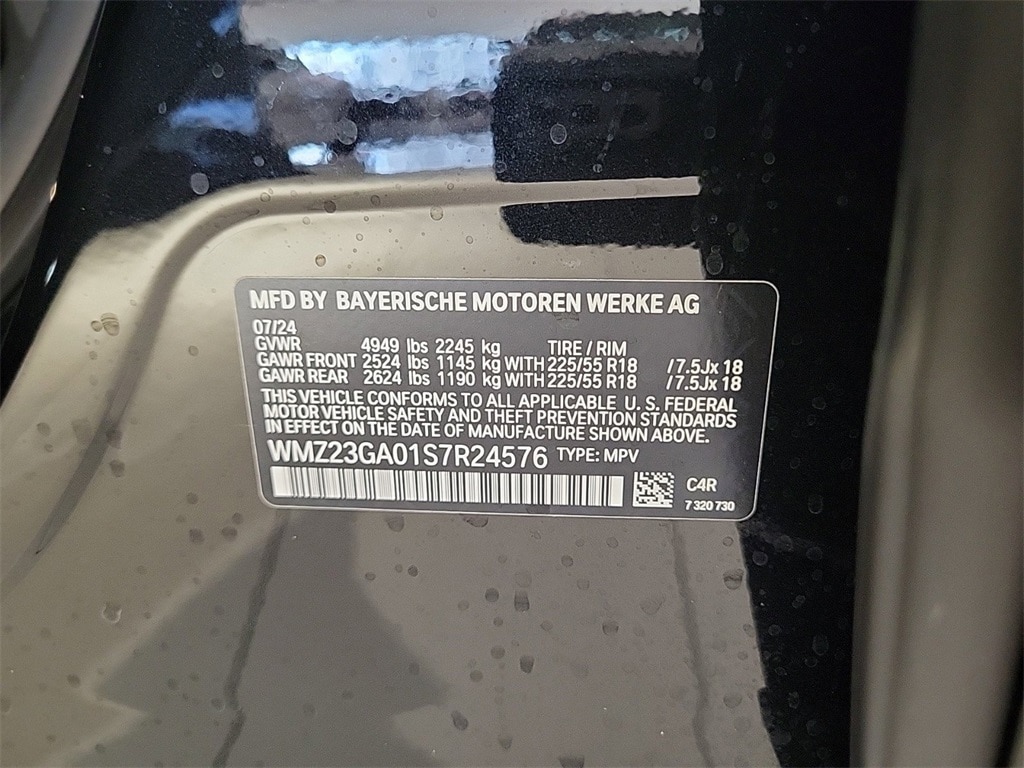 MFD BY BAYERISCHE MOTOREN WERKE AG
07/24
GVWR 4949 lbs 2245 kg TIRE / RIM
GAWR FRONT 2524 lbs 1145 kg WITH 225/55 R18 /7.5Jx 18
GAWR REAR 2624 lbs 1190 kg WITH 225/55 R18 /7.5Jx 18
THIS VEHICLE CONFORMS TO ALL APPLICABLE U. S. FEDERAL
MOTOR VEHICLE SAFETY AND THEFT PREVENTION STANDARDS
IN EFFECT ON THE DATE OF MANUFACTURE SHOWN ABOVE.
WMZ23GA01S7R24576 TYPE: MPV
C4R
7 320 730